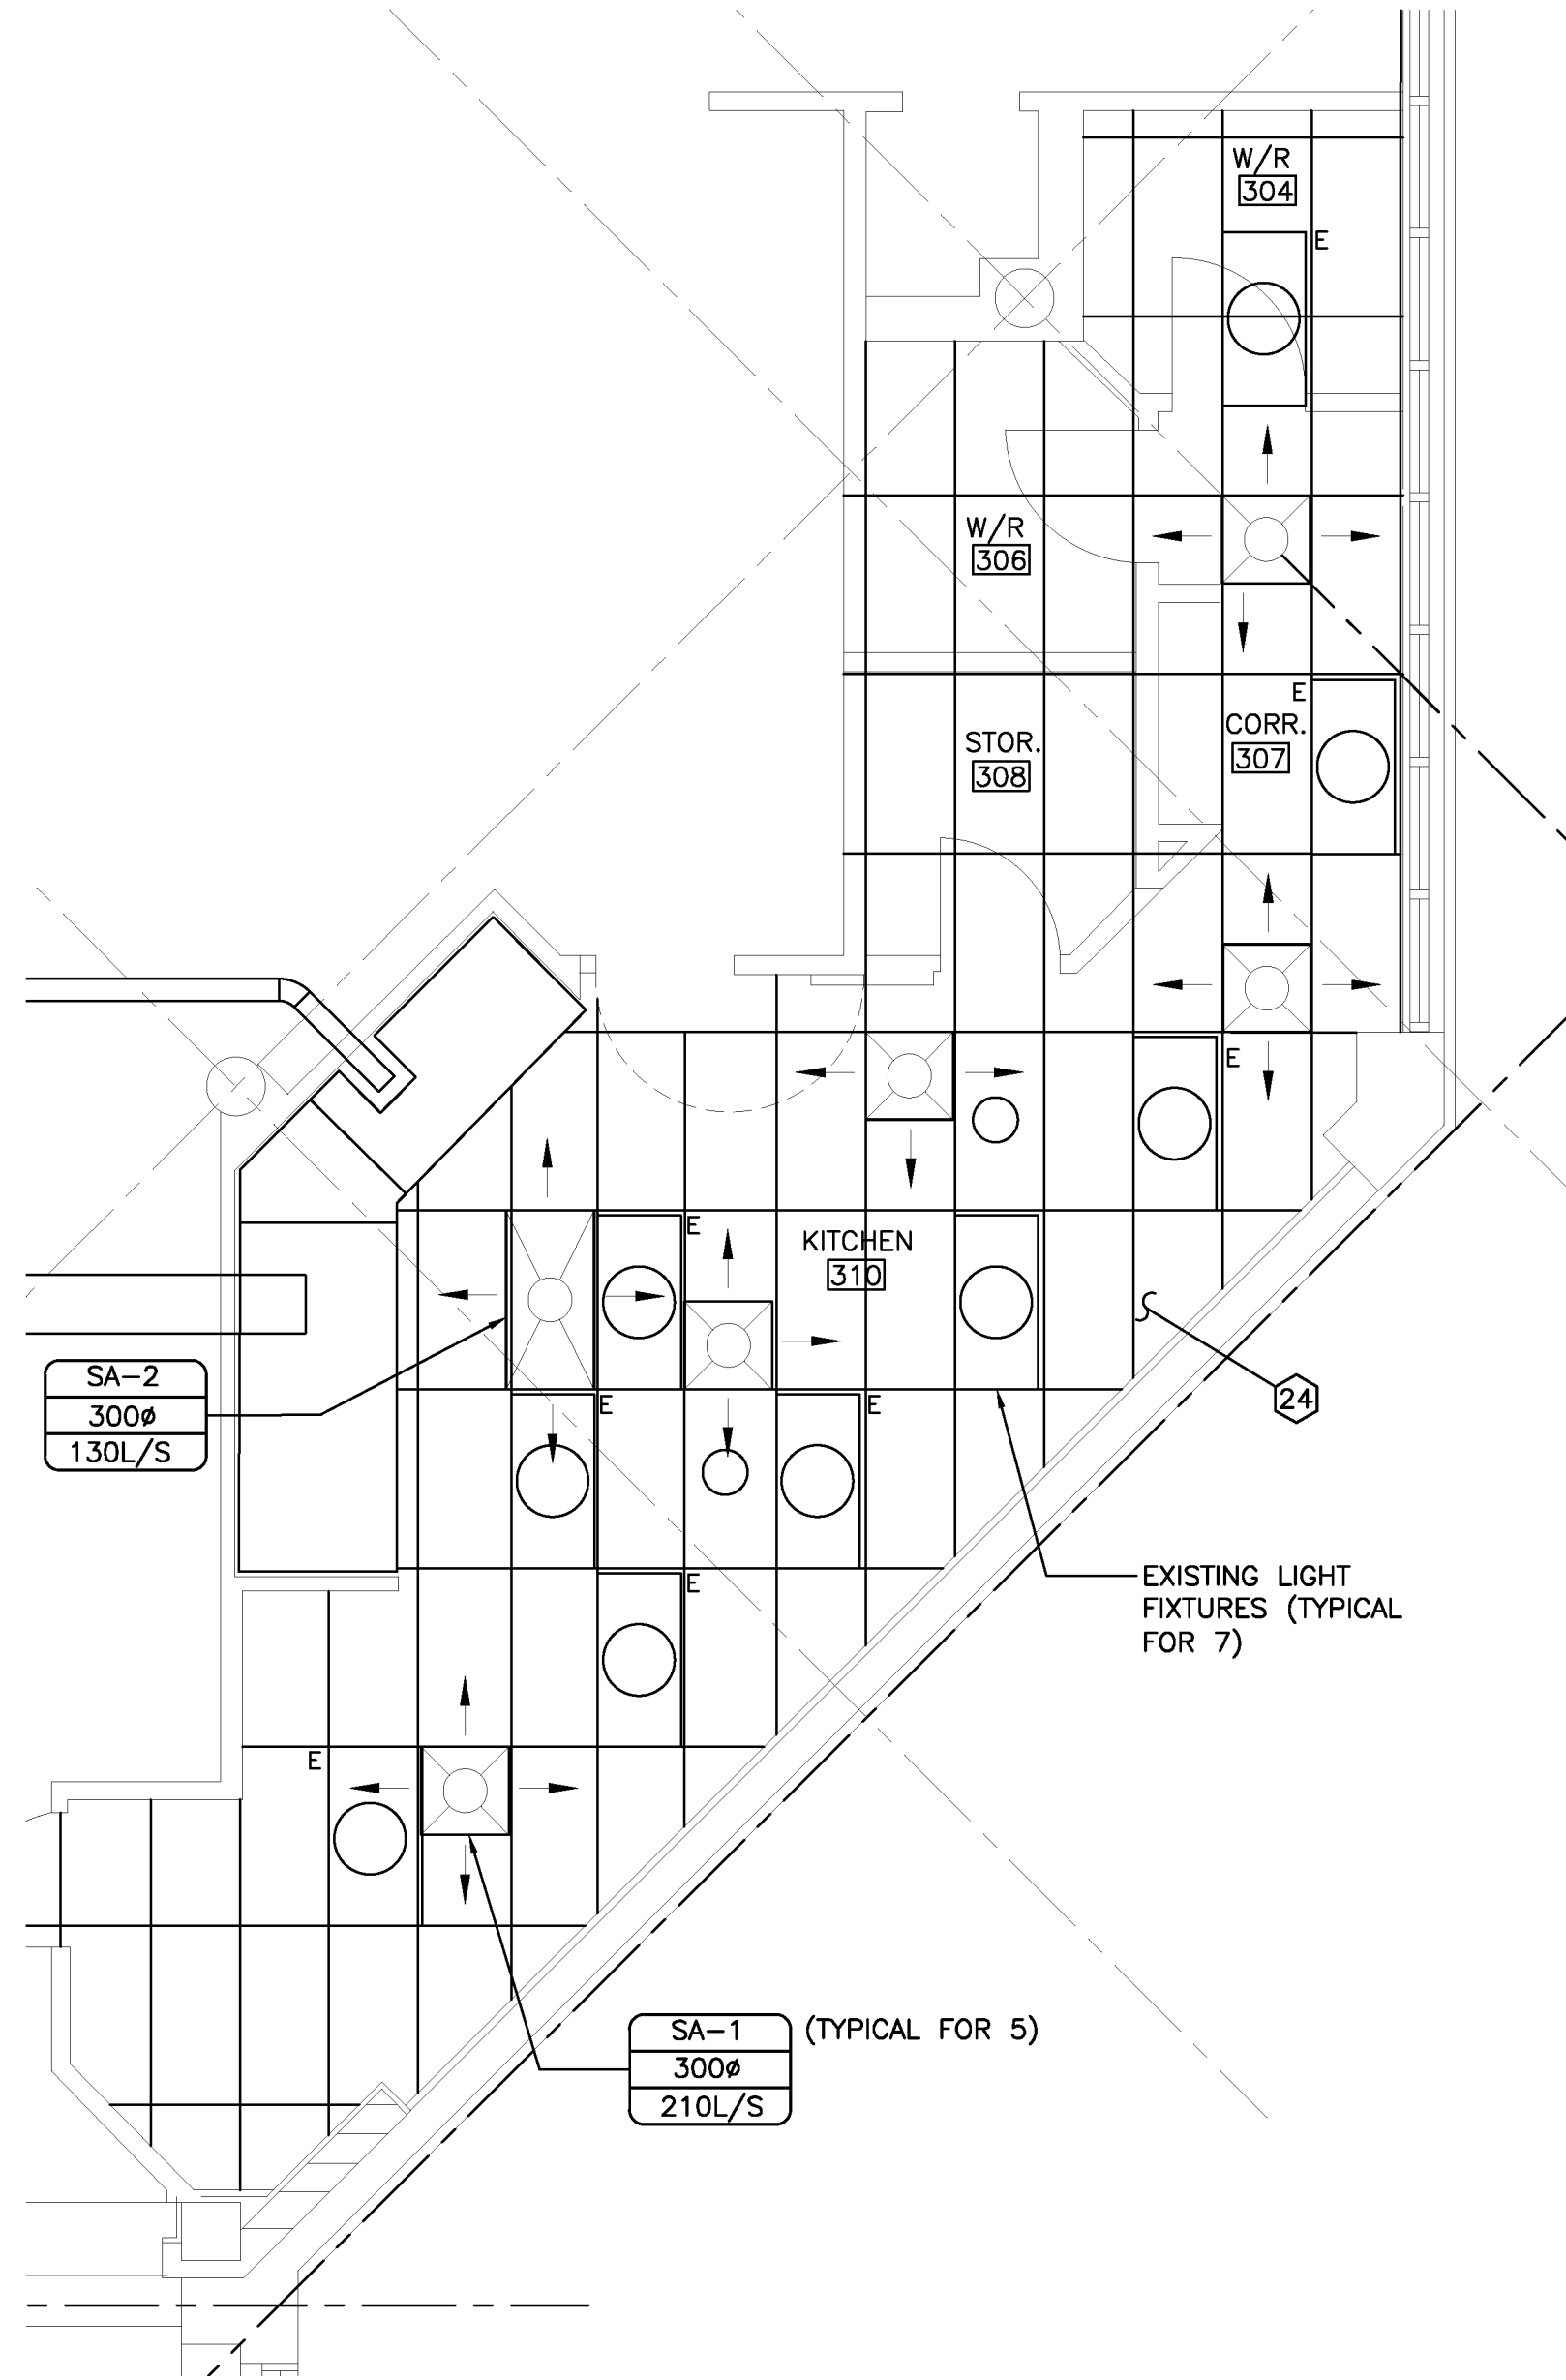 W/R
304
E
W/R
306
E
CORR.
307
STOR.
308
E
E
KITCHEN
310
SA-2
300ø
130L/S
E
E
24
EXISTING LIGHT
FIXTURES (TYPICAL
FOR 7)
E
E
SA-1
300ø
210L/S
(TYPICAL FOR 5)